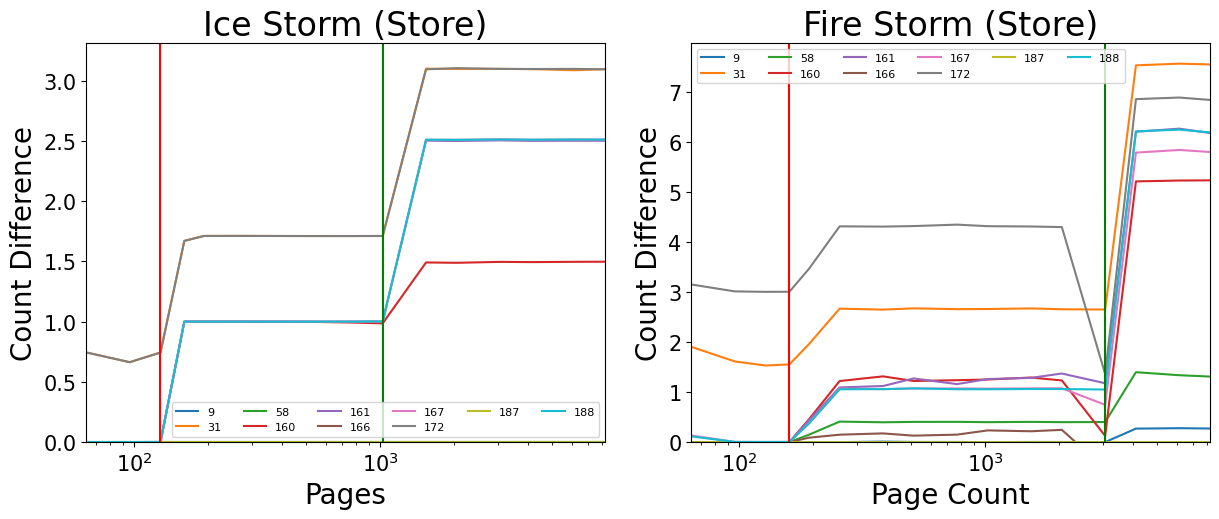 Ice Storm (Store)
Count Difference
3.0
2.5
2.0
1.5
1.0
0.5
0.0
9 58 161 167 187 188
31 160 166 172
10² 10³
Pages
Fire Storm (Store)
Count Difference
9 58 161 167 187 188
31 160 166 172
7
6
5
4
3
2
1
0
10² 10³
Page Count